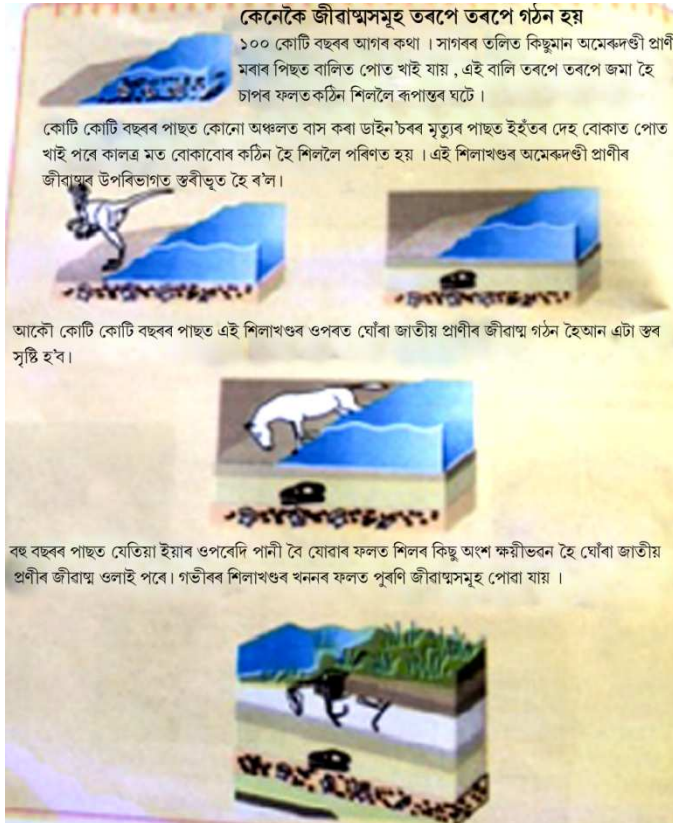 কেনেকৈ জীৱাশ্মসমূহ তৰপে তৰপে গঠন হয়
১০০ কোটি বছৰৰ আগৰ কথা । সাগৰৰ তলিত কিছুমান অমেৰুদণ্ডী প্ৰাণী
মৰাৰ পিছত বালিত পোত খাই যায় , এই বালি তৰপে তৰপে জমা হৈ
চাপৰ ফলতকঠিন শিললৈ ৰূপান্তৰ ঘটে ।
কোটি কোটি বছৰৰ পাছত কোনো অঞ্চলত বাস কৰা ডাইন'চৰৰ মৃত্যুৰ পাছত ইহঁতৰ দেহ বোকাত পোত
খাই পৰে কালত্ৰ মত বোকাবোৰ কঠিন হৈ শিললৈ পৰিণত হয় । এই শিলাখণ্ডৰ অমেৰুদণ্ডী প্ৰাণীৰ
জীৱাশ্মৰ উপৰিভাগত স্তৰীভূত হৈ ৰ'ল।
আকৌ কোটি কোটি বছৰৰ পাছত এই শিলাখণ্ডৰ ওপৰত ঘোঁৰা জাতীয় প্ৰাণীৰ জীৱাশ্ম গঠন হৈআন এটা স্তৰ
সৃষ্টি হ'ব।
বহু বছৰৰ পাছত যেতিয়া ইয়াৰ ওপৰেদি পানী বৈ যোৱাৰ ফলত শিলৰ কিছু অংশ ক্ষয়ীভৱন হৈ ঘোঁৰা জাতীয়
প্ৰণীৰ জীৱাশ্ম ওলাই পৰে। গভীৰৰ শিলাখণ্ডৰ খননৰ ফলত পুৰণি জীৱাশ্মসমূহ পোৱা যায় ।